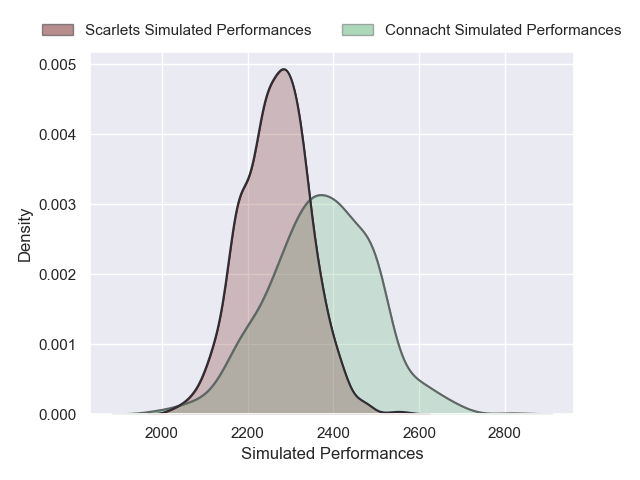 Scarlets Simulated Performances Connacht Simulated Performances
0.005
0.004
0.003
0.002
0.001
0.000
Density
2000 2200 2400 2600 2800
Simulated Performances